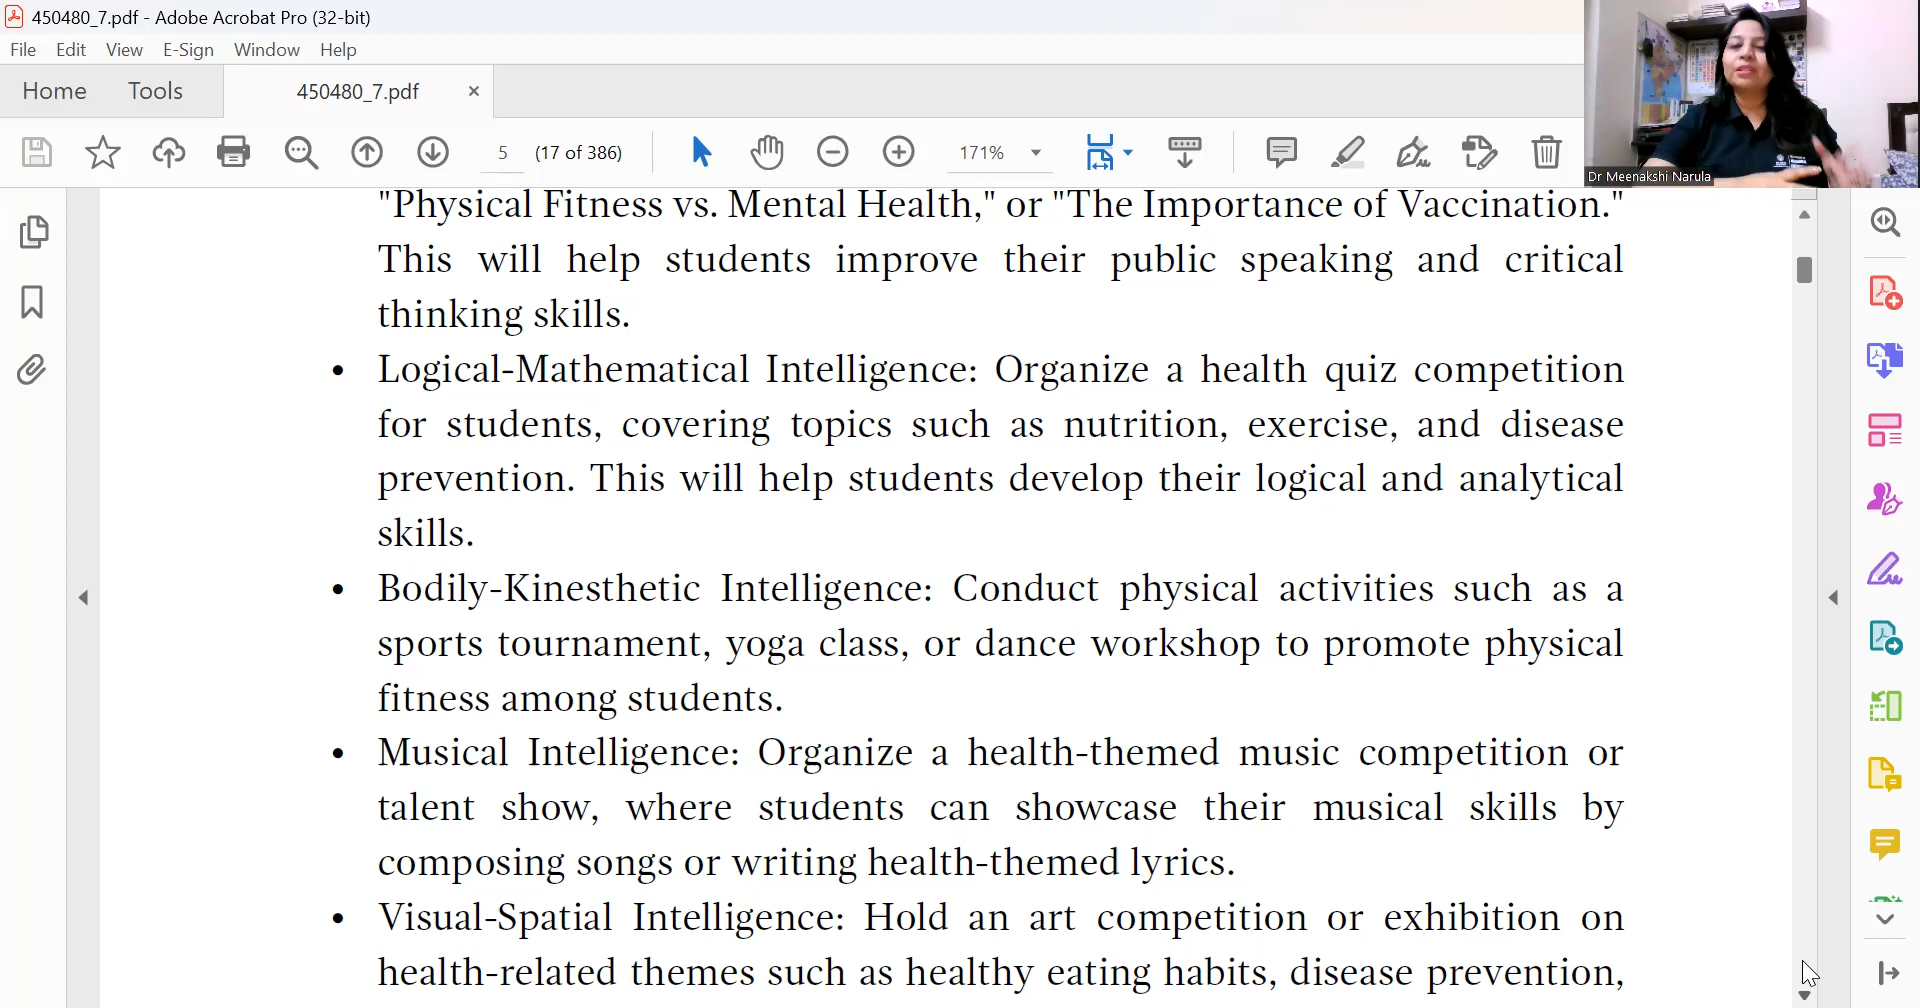 450480_7.pdf - Adobe Acrobat Pro (32-bit)
File Edit View E-Sign Window Help
Home Tools 450480_7.pdf
5 (17 of 386) 171%
Dr Meenakshi Narula
"Physical Fitness vs. Mental Health," or "The Importance of Vaccination."
This will help students improve their public speaking and critical
thinking skills.
• Logical-Mathematical Intelligence: Organize a health quiz competition
for students, covering topics such as nutrition, exercise, and disease
prevention. This will help students develop their logical and analytical
skills.
• Bodily-Kinesthetic Intelligence: Conduct physical activities such as a
sports tournament, yoga class, or dance workshop to promote physical
fitness among students.
• Musical Intelligence: Organize a health-themed music competition or
talent show, where students can showcase their musical skills by
composing songs or writing health-themed lyrics.
• Visual-Spatial Intelligence: Hold an art competition or exhibition on
health-related themes such as healthy eating habits, disease prevention,